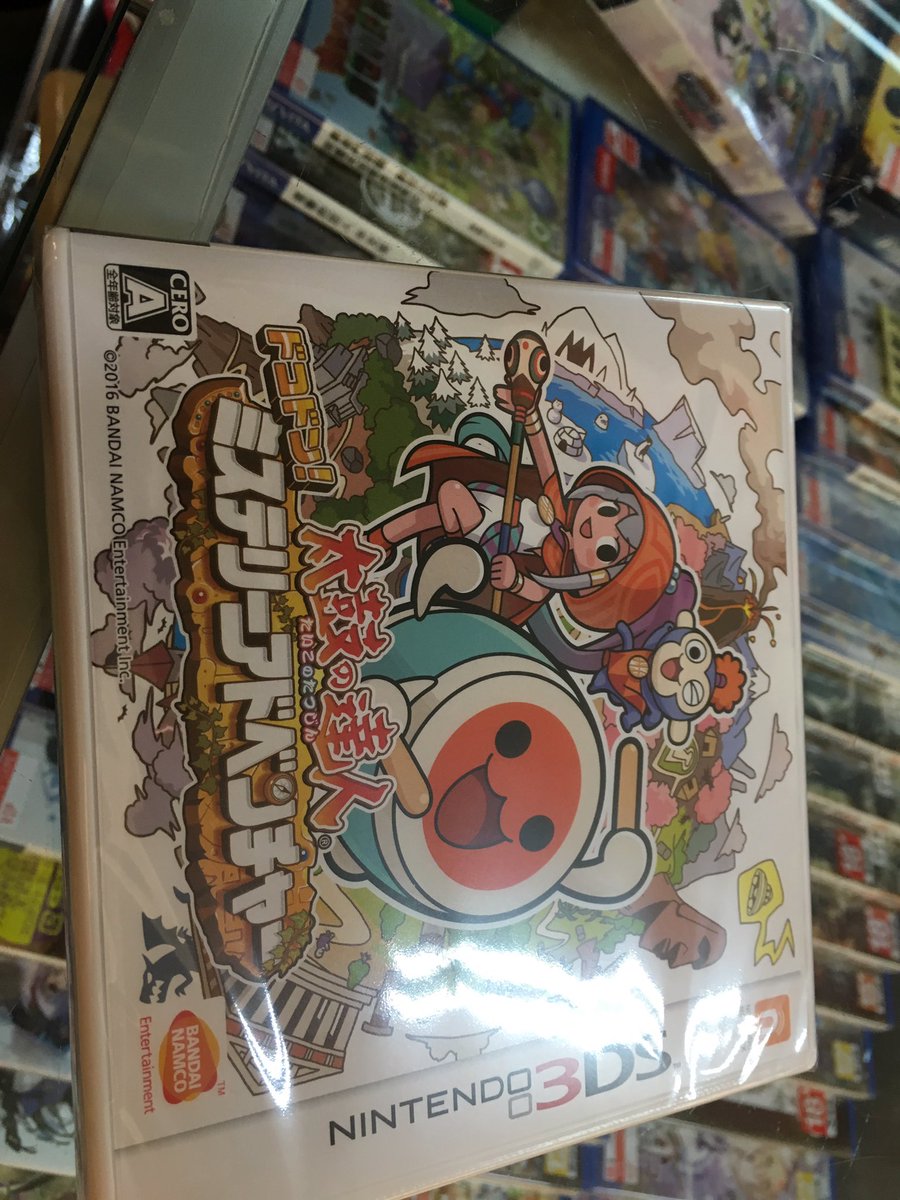 CERO
A
全年齢対象
©2016 BANDAI NAMCO Entertainment Inc.
ドコドン!
ミステリーアドベンチャー
太鼓の達人®
たいこのたつじん
BANDAI
NAMCO
TM
Entertainment
NINTENDO 3DS™